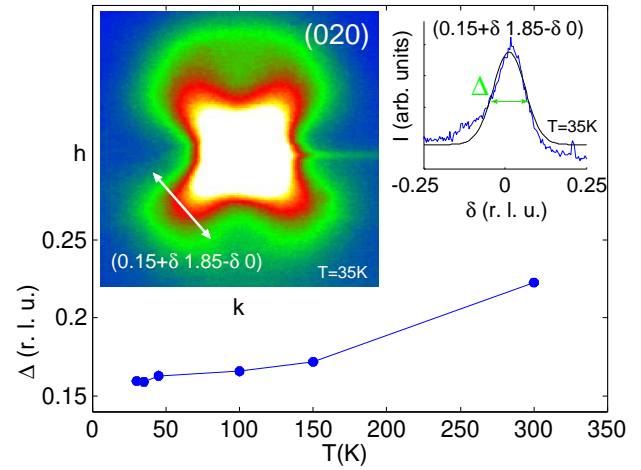 (020)
h
(0.15+δ 1.85-δ 0)
T=35K
k
(0.15+δ 1.85-δ 0)
I (arb. units)
Δ
T=35K
-0.25 0 0.25
δ (r. l. u.)
Δ (r. l. u.)
0.25
0.2
0.15
0 50 100 150 200 250 300 350
T(K)